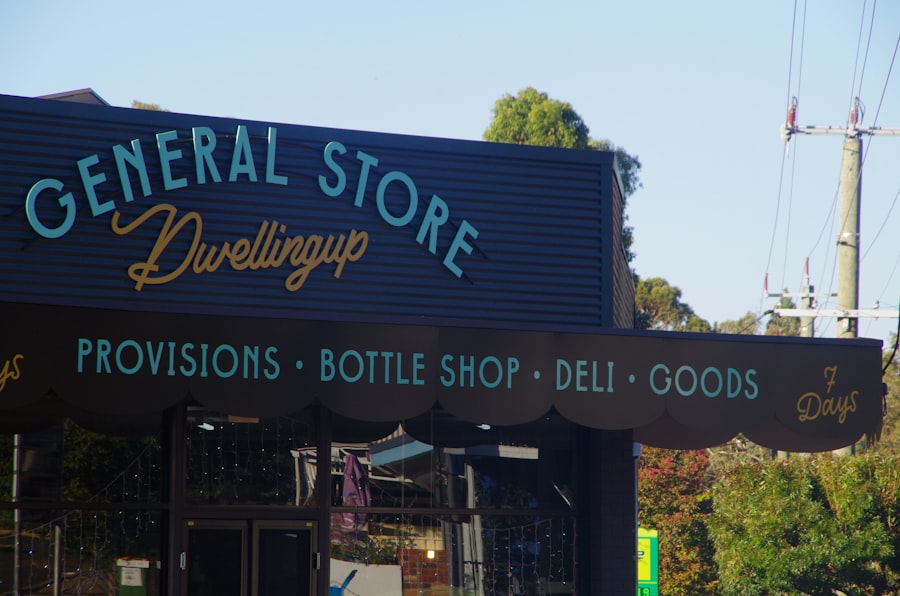 GENERAL STORE
Dwellingup
PROVISIONS • BOTTLE SHOP • DELI • GOODS
7
Days